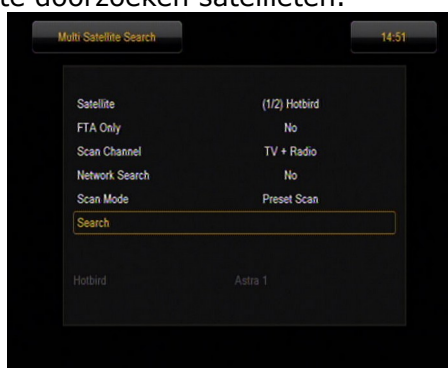 te doorzoeken satellieten.
Multi Satellite Search 14:51
Satellite (1/2) Hotbird
FTA Only No
Scan Channel TV + Radio
Network Search No
Scan Mode Preset Scan
Search
Hotbird Astra 1